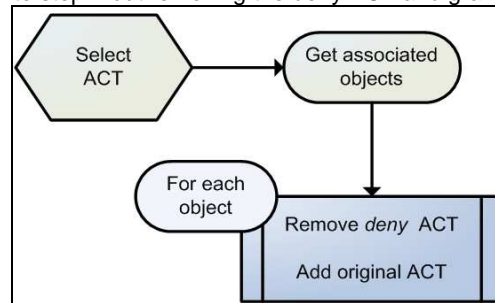 Select
ACT
Get associated
objects
For each
object
Remove deny ACT
Add original ACT